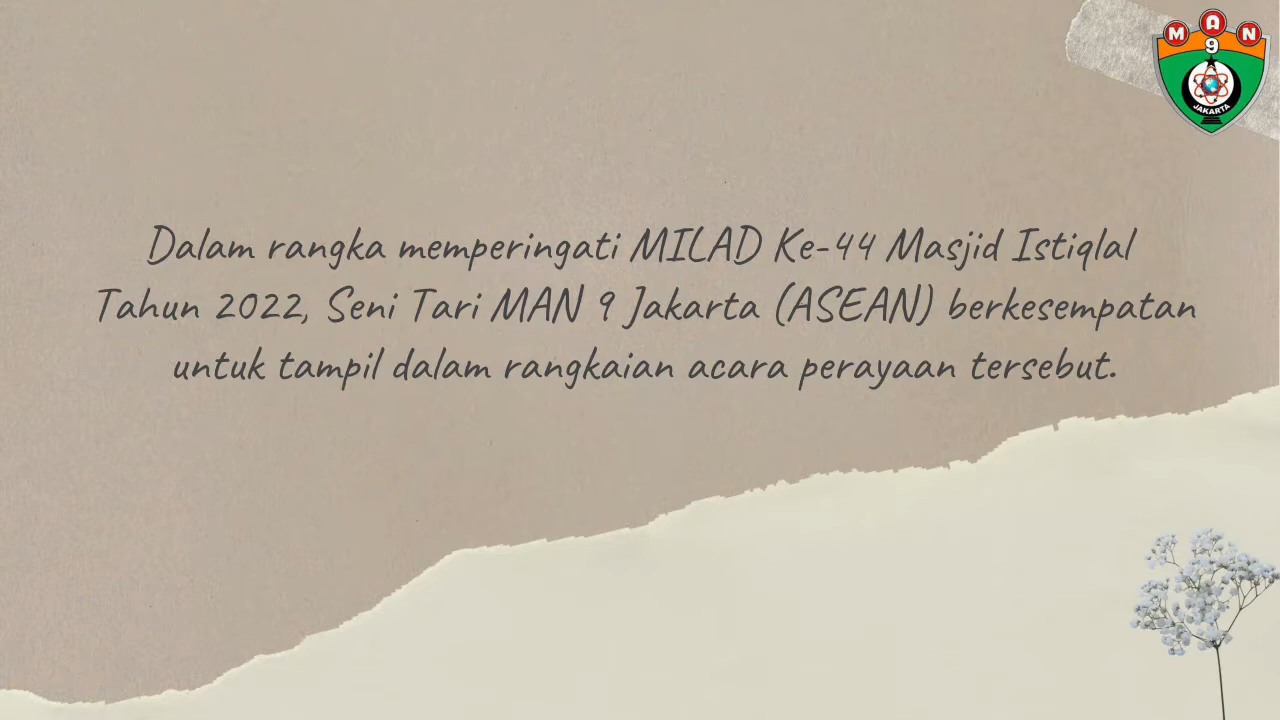 M A N
9
JAKARTA
Dalam rangka memperingati MILAD Ke-44 Masjid Istiqlal
Tahun 2022, Seni Tari MAN 9 Jakarta (ASEAN) berkesempatan
untuk tampil dalam rangkaian acara perayaan tersebut.